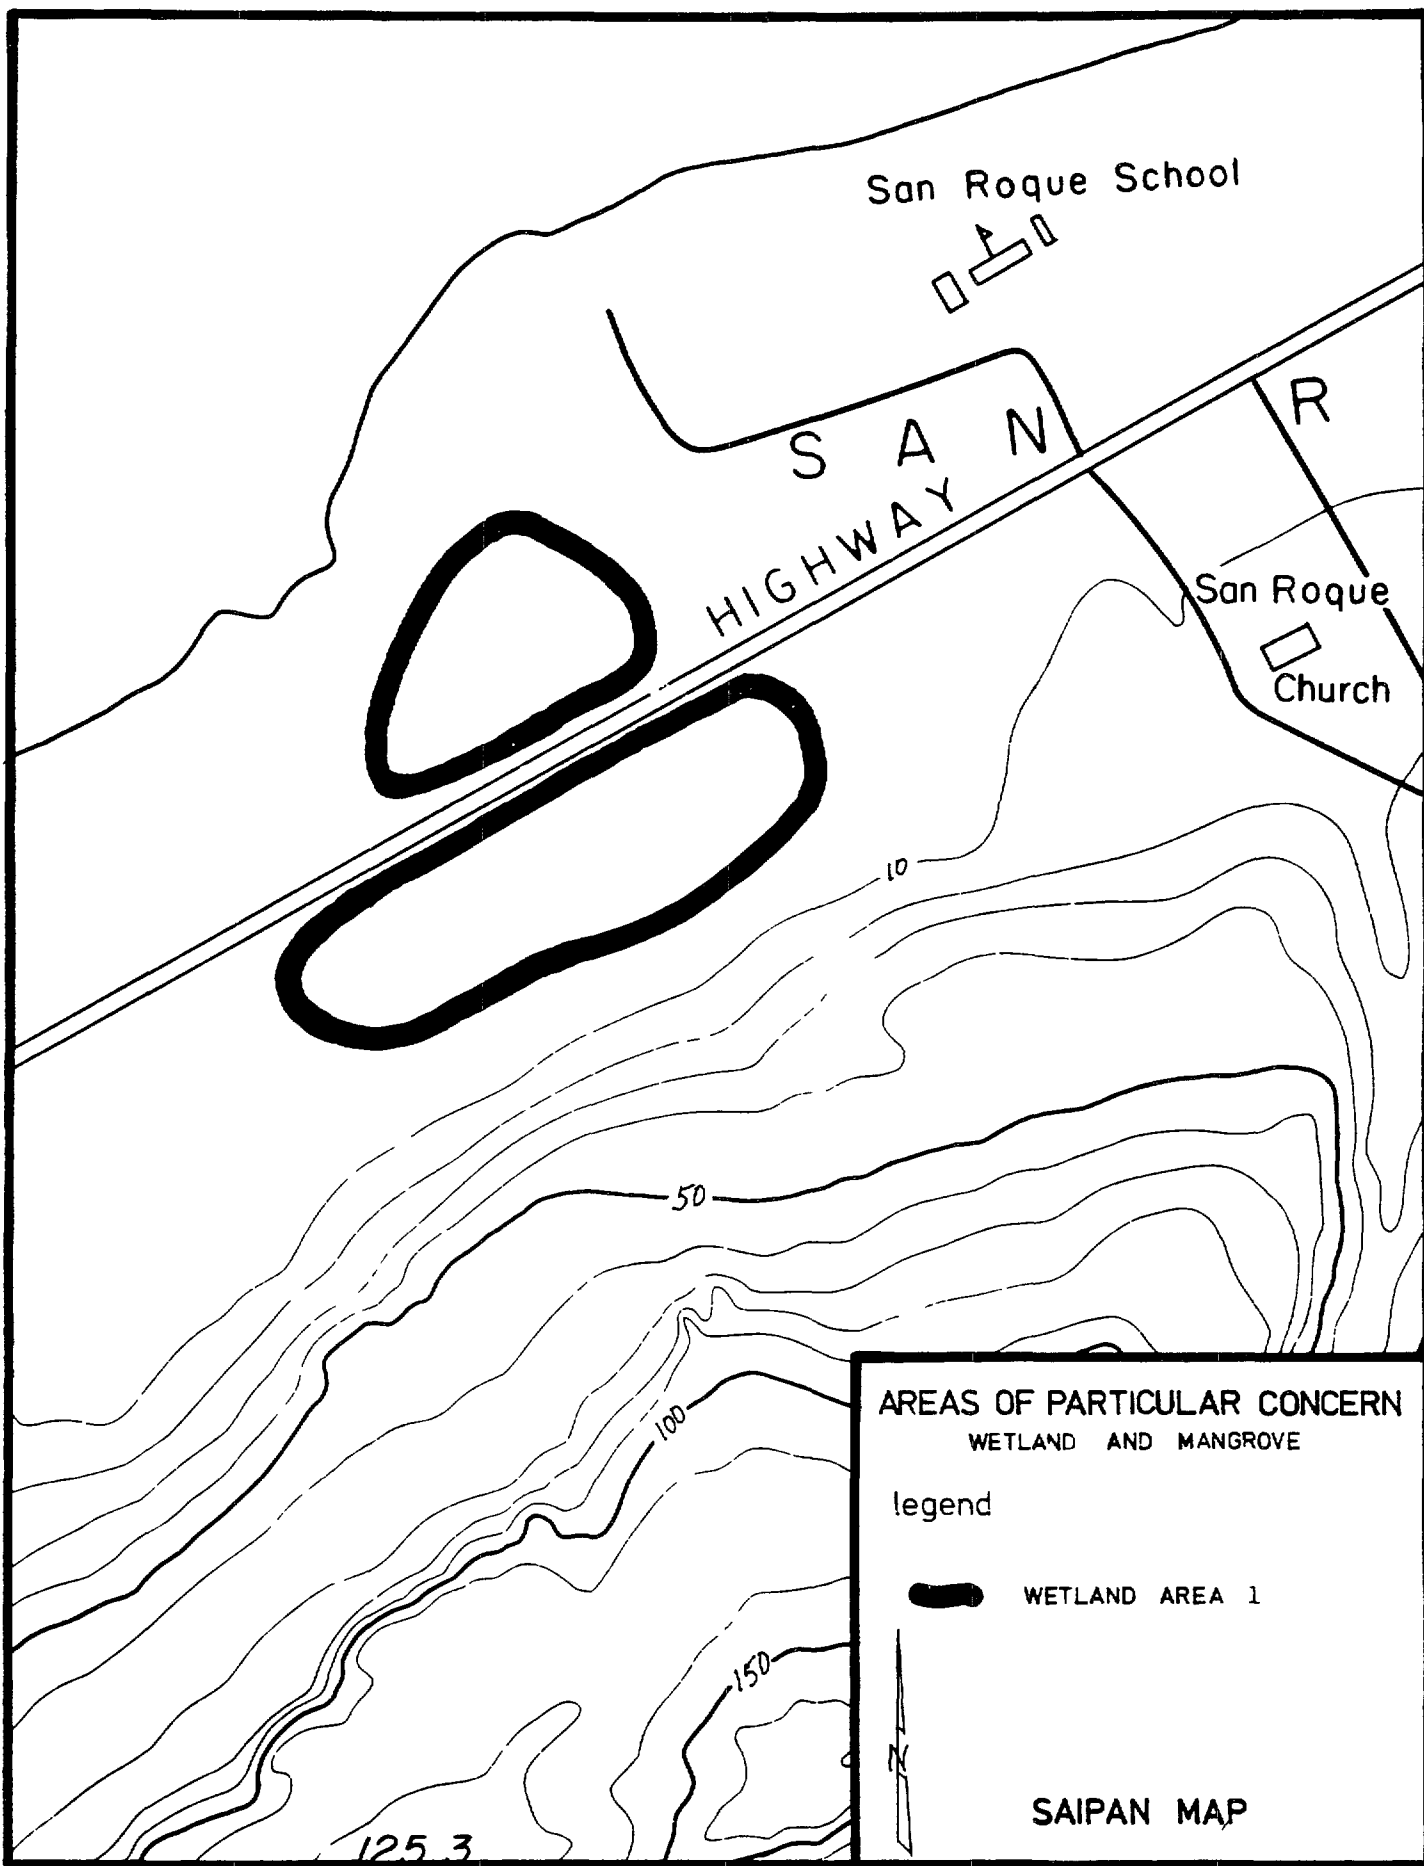 San Roque School
R
S A N
HIGHWAY
San Roque
Church
10
50
100
150
125.3
AREAS OF PARTICULAR CONCERN
WETLAND AND MANGROVE
legend
WETLAND AREA 1
N
SAIPAN MAP